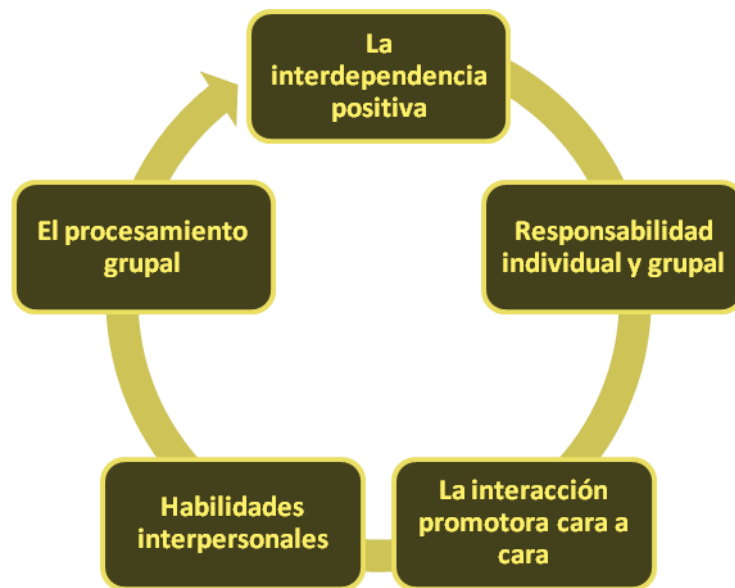 La
interdependencia
positiva
Responsabilidad
individual y grupal
La interacción
promotora cara a
cara
Habilidades
interpersonales
El procesamiento
grupal